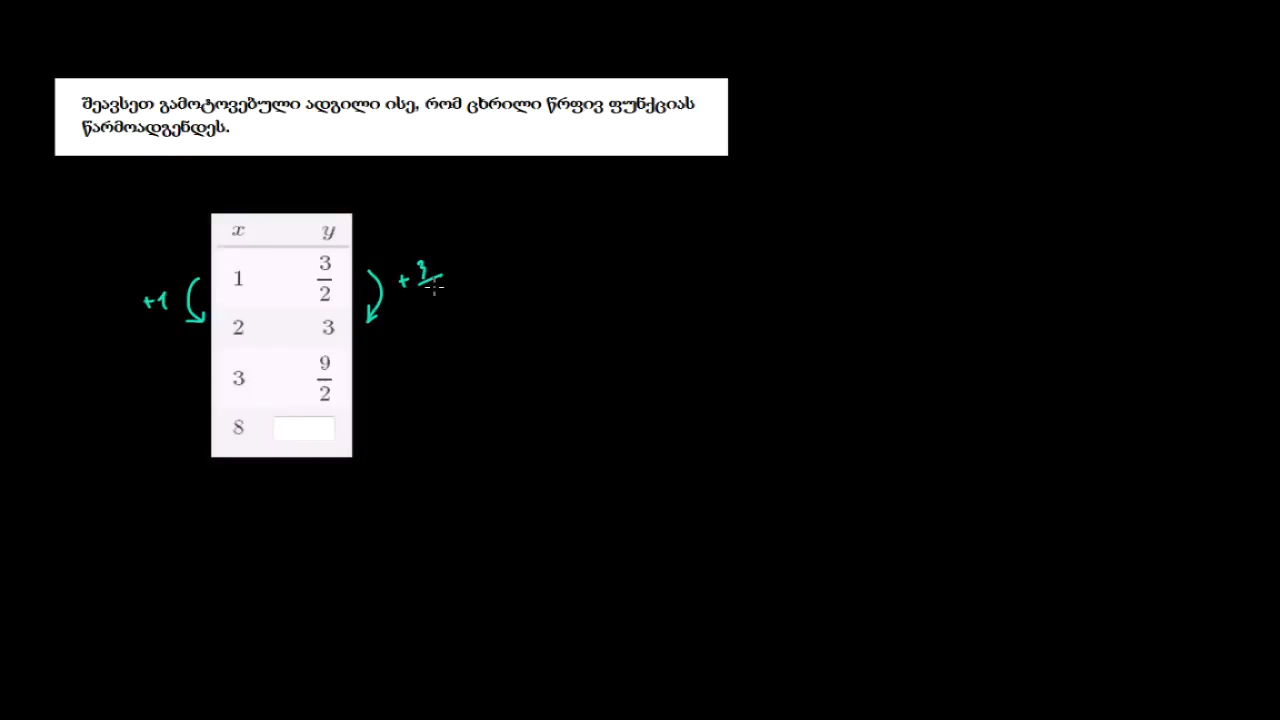 შეავსეთ გამოტოვებული ადგილი ისე, რომ ცხრილი წრფივ ფუნქციას
წარმოადგენდეს.
x y
1 3/2
+1 + 3/
2 3
3 9/2
8